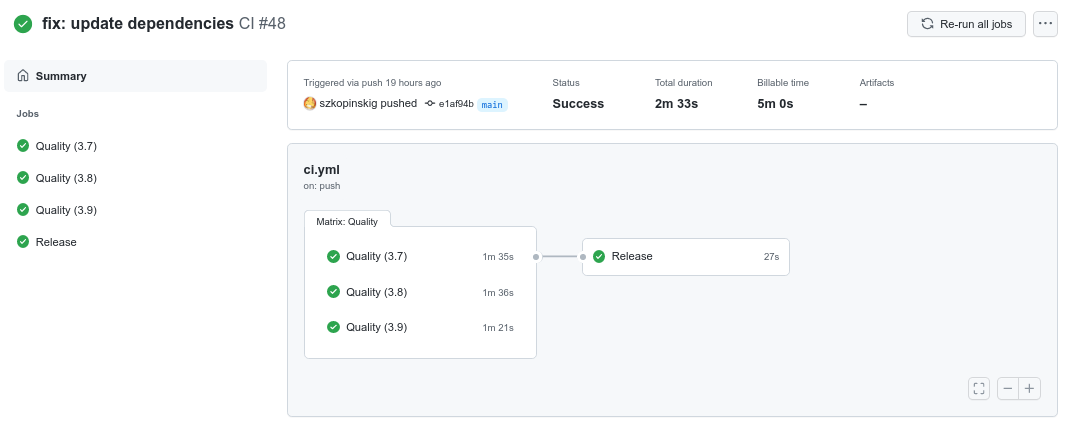 fix: update dependencies CI #48
Re-run all jobs
Summary
Jobs
Quality (3.7)
Quality (3.8)
Quality (3.9)
Release
Triggered via push 19 hours ago
szkopinskig pushed e1af94b main
Status
Success
Total duration
2m 33s
Billable time
5m 0s
Artifacts
–
ci.yml
on: push
Matrix: Quality
Quality (3.7) 1m 35s
Quality (3.8) 1m 36s
Quality (3.9) 1m 21s
Release 27s